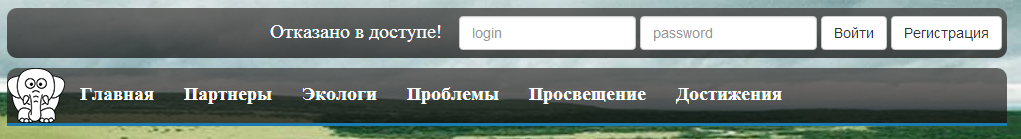 Отказано в доступе! login password Войти Регистрация
Главная Партнеры Экологи Проблемы Просвещение Достижения